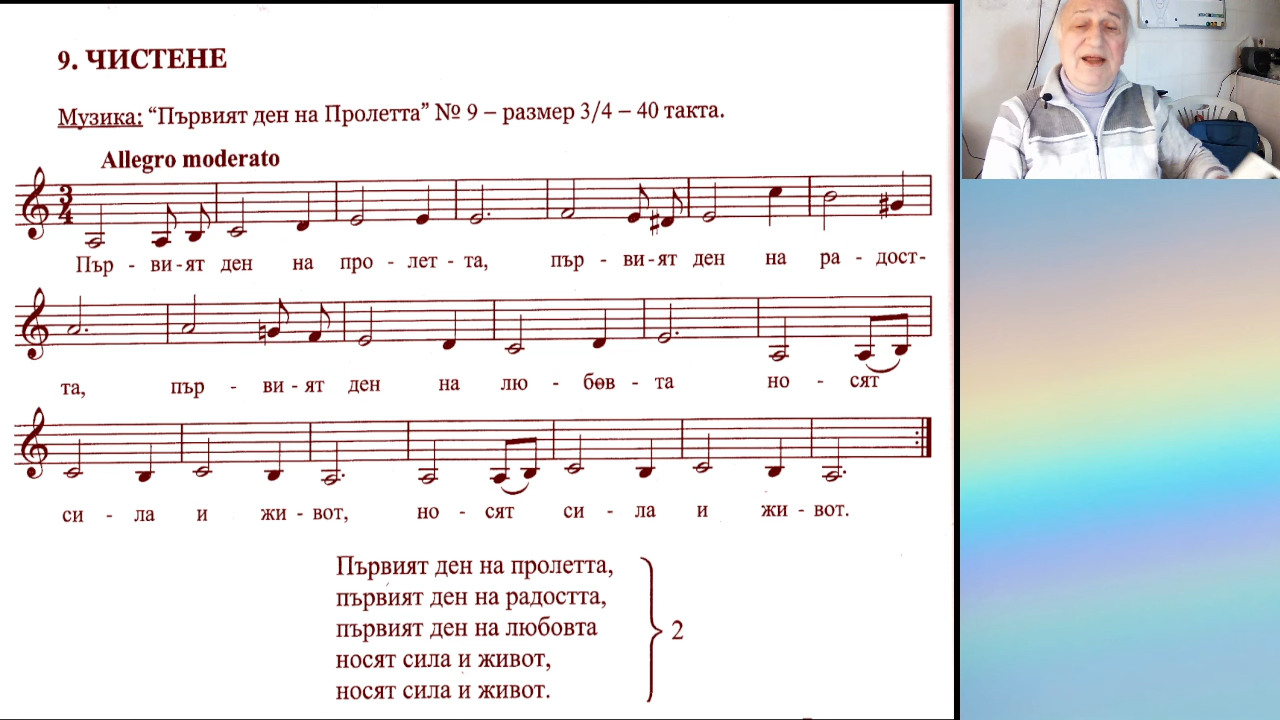 9. ЧИСТЕНЕ
Музика: “Първият ден на Пролетта” № 9 – размер 3/4 – 40 такта.
Allegro moderato
3
4
Пър - ви - ят ден на про - лет - та, пър - ви - ят ден на ра - дост-
та, пър - ви - ят ден на лю - бов - та но - сят
си - ла и жи - вот, но - сят си - ла и жи - вот.
Първият ден на пролетта,
първият ден на радостта,
първият ден на любовта
носят сила и живот,
носят сила и живот.
2